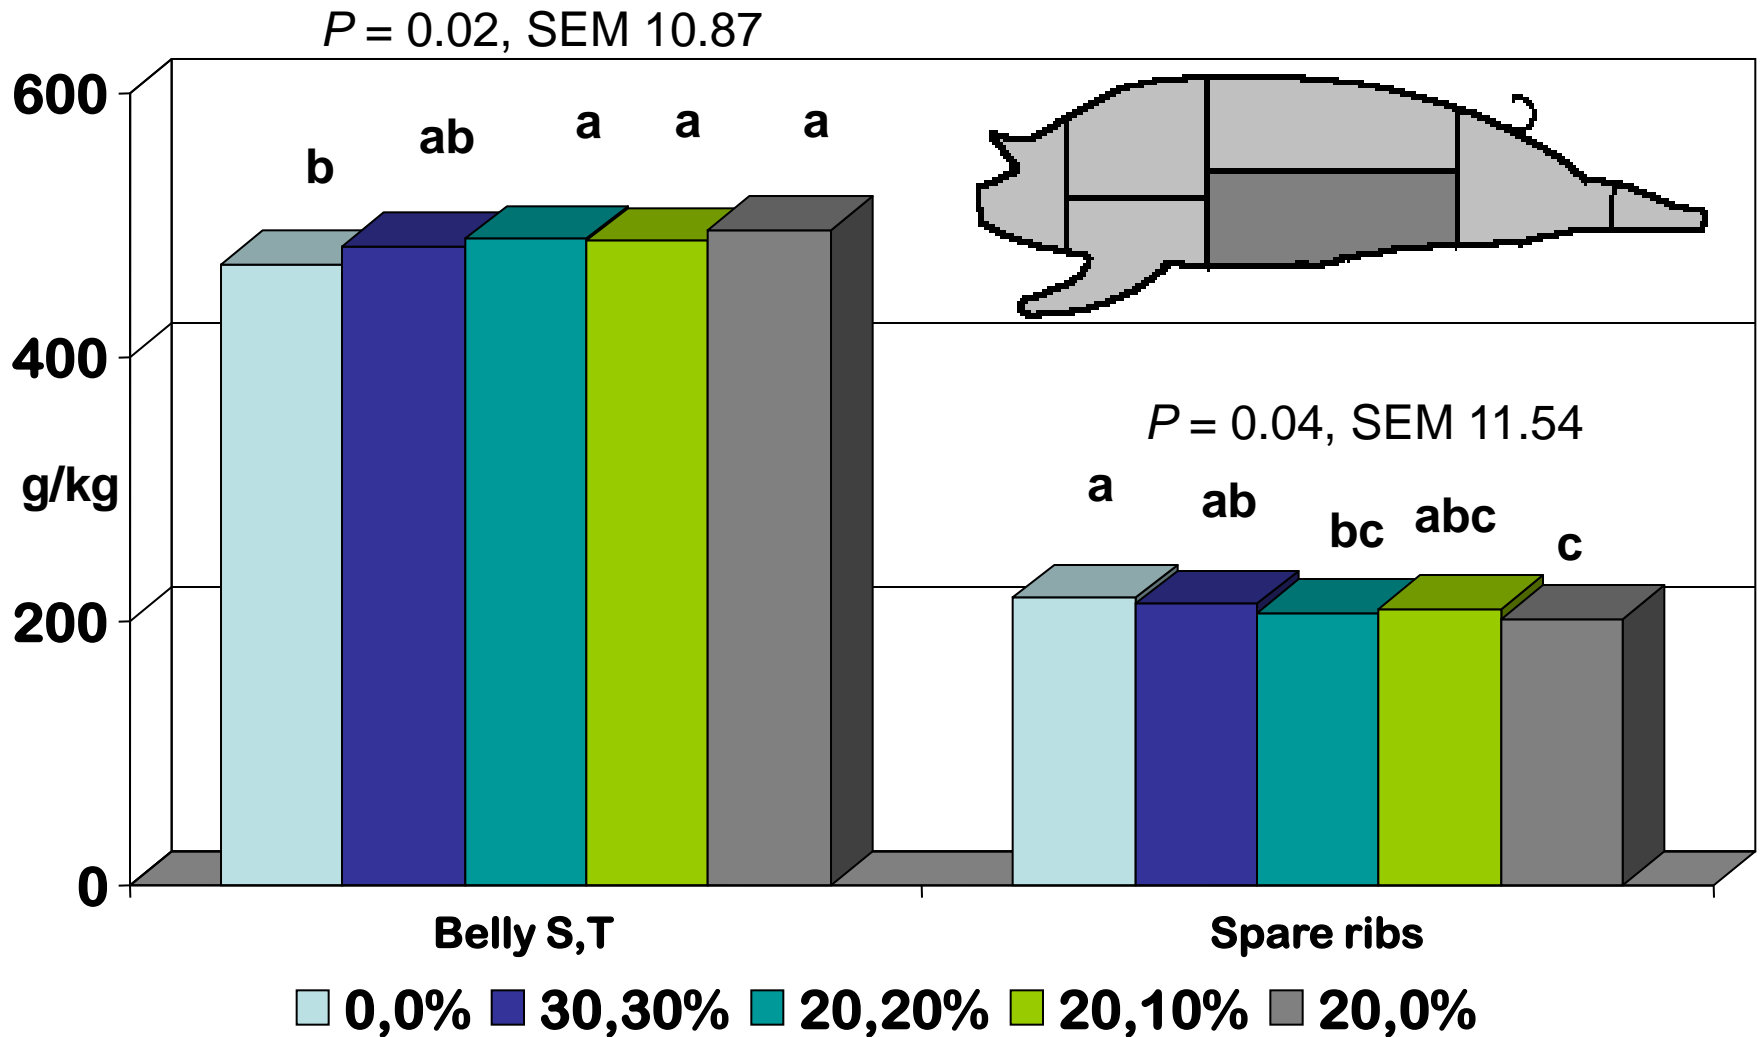 P = 0.02, SEM 10.87
600
b
ab
a
a
a
400
P = 0.04, SEM 11.54
g/kg
a
ab
bc
abc
c
200
0
Belly S,T
Spare ribs
0,0%
30,30%
20,20%
20,10%
20,0%